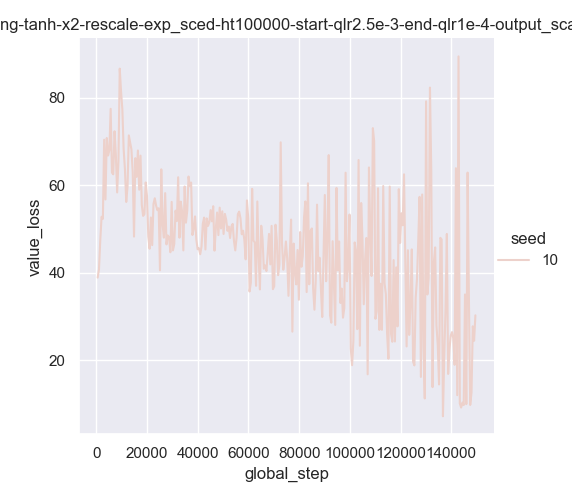 ng-tanh-x2-rescale-exp_sced-ht100000-start-qlr2.5e-3-end-qlr1e-4-output_sca
80
60
40
20
value_loss
0 20000 40000 60000 80000 100000 120000 140000
global_step
seed
10